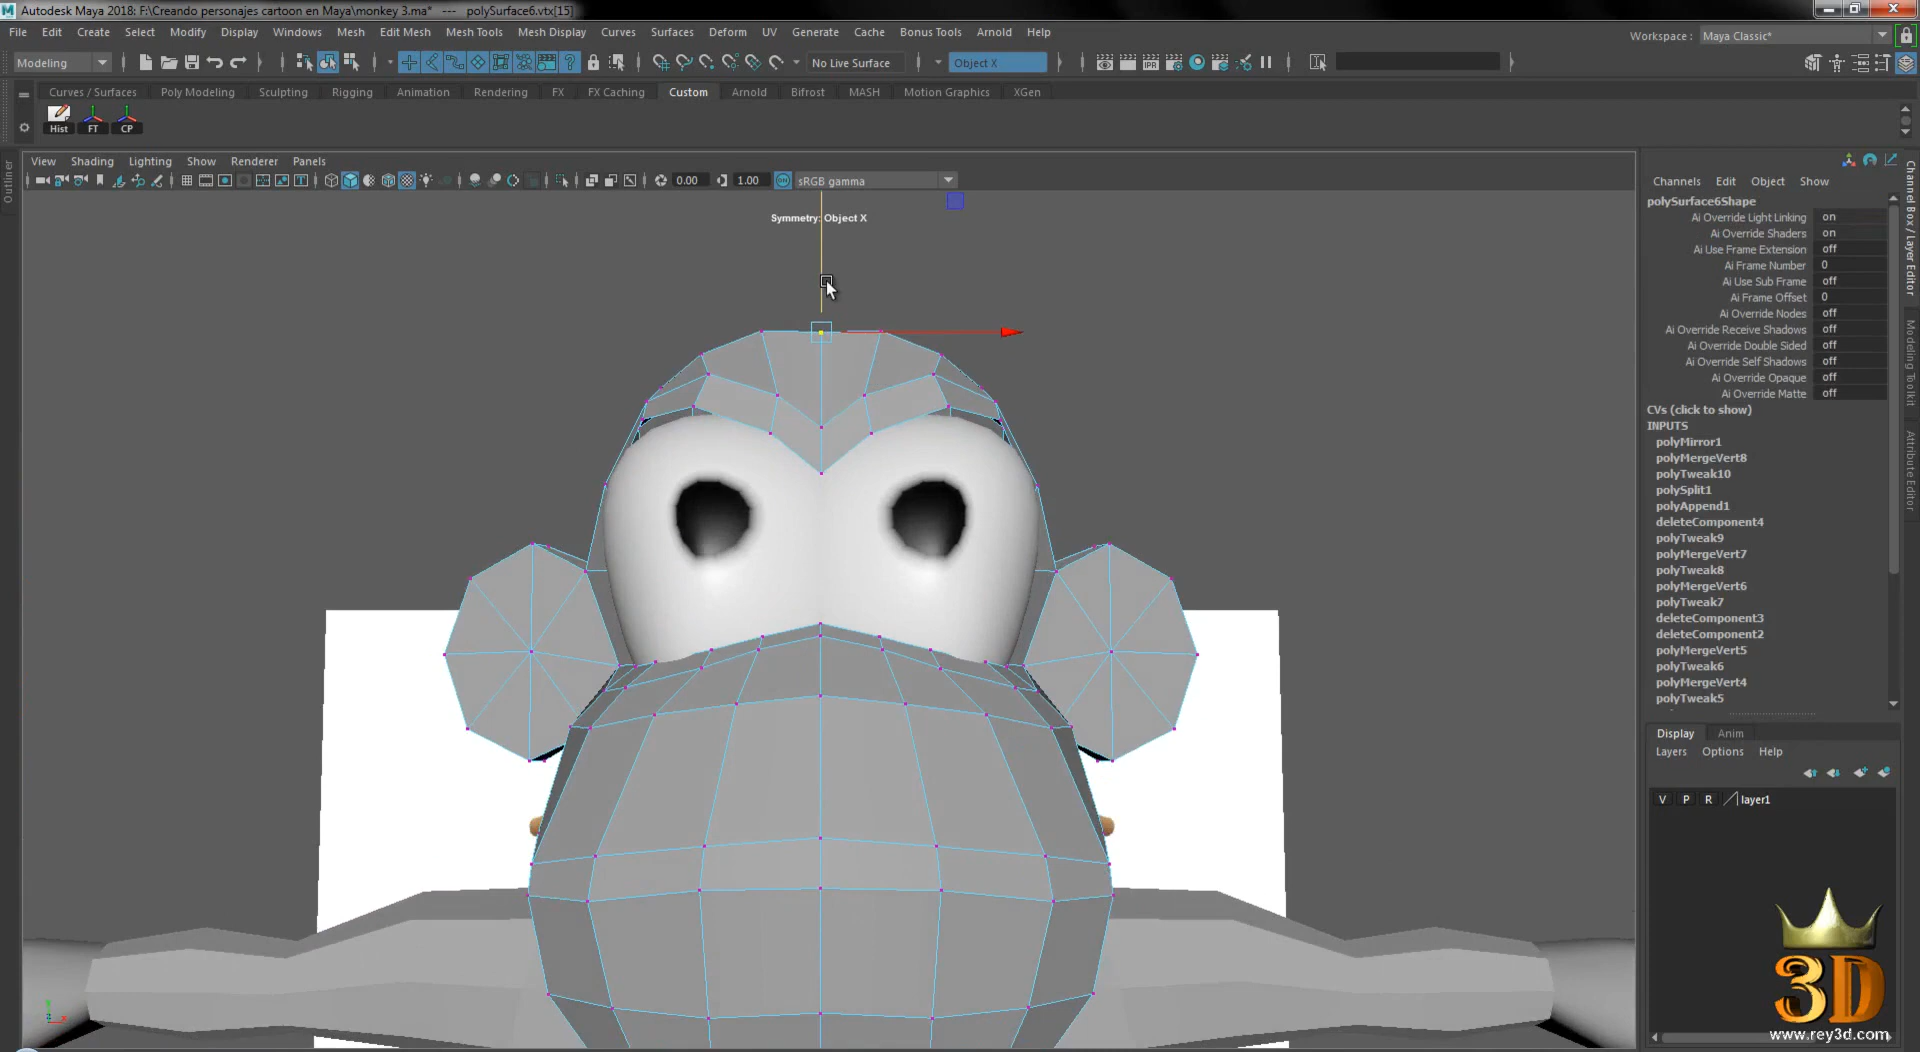 Autodesk Maya 2018: F:\Creando personajes cartoon en Maya\monkey 3.ma*   ---   polySurface6.vtx[15]
File Edit Create Select Modify Display Windows Mesh Edit Mesh Mesh Tools Mesh Display Curves Surfaces Deform UV Generate Cache Bonus Tools Arnold Help
Workspace : Maya Classic*
Modeling
No Live Surface
Object X
IPR
Curves / Surfaces Poly Modeling Sculpting Rigging Animation Rendering FX FX Caching Custom Arnold Bifrost MASH Motion Graphics XGen
Hist FT CP
View Shading Lighting Show Renderer Panels
0.00 1.00 sRGB gamma
Symmetry: Object X
Outliner
Channels Edit Object Show
polySurface6Shape
Ai Override Light Linking on
Ai Override Shaders on
Ai Use Frame Extension off
Ai Frame Number 0
Ai Use Sub Frame off
Ai Frame Offset 0
Ai Override Nodes off
Ai Override Receive Shadows off
Ai Override Double Sided off
Ai Override Self Shadows off
Ai Override Opaque off
Ai Override Matte off
CVs (click to show)
INPUTS
polyMirror1
polyMergeVert8
polyTweak10
polySplit1
polyAppend1
deleteComponent4
polyTweak9
polyMergeVert7
polyTweak8
polyMergeVert6
polyTweak7
deleteComponent3
deleteComponent2
polyMergeVert5
polyTweak6
polyMergeVert4
polyTweak5
Channel Box / Layer Editor
Modeling Toolkit
Attribute Editor
Display Anim
Layers Options Help
V P R layer1
3D
www.rey3d.com